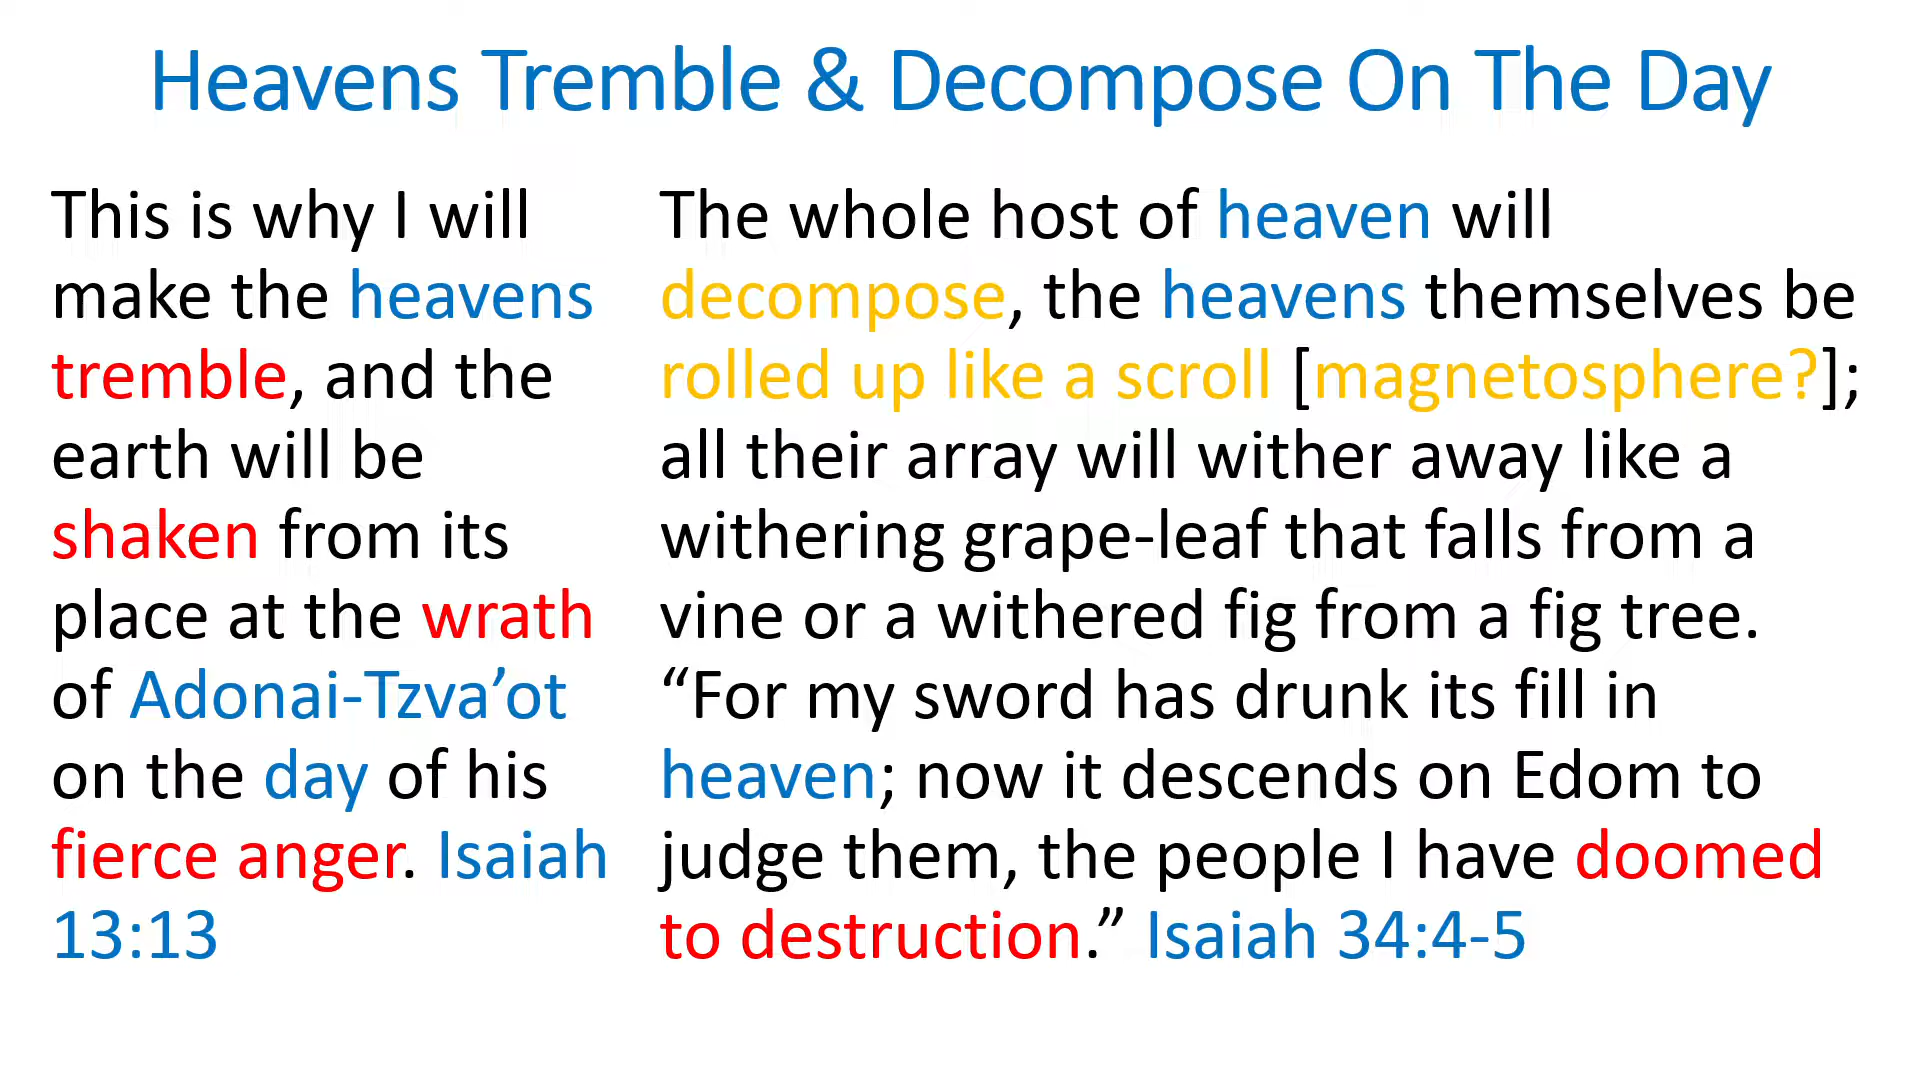 Heavens Tremble & Decompose On The Day
This is why I will
make the heavens
tremble, and the
earth will be
shaken from its
place at the wrath
of Adonai-Tzva’ot
on the day of his
fierce anger. Isaiah
13:13
The whole host of heaven will
decompose, the heavens themselves be
rolled up like a scroll [magnetosphere?];
all their array will wither away like a
withering grape-leaf that falls from a
vine or a withered fig from a fig tree.
“For my sword has drunk its fill in
heaven; now it descends on Edom to
judge them, the people I have doomed
to destruction.” Isaiah 34:4-5